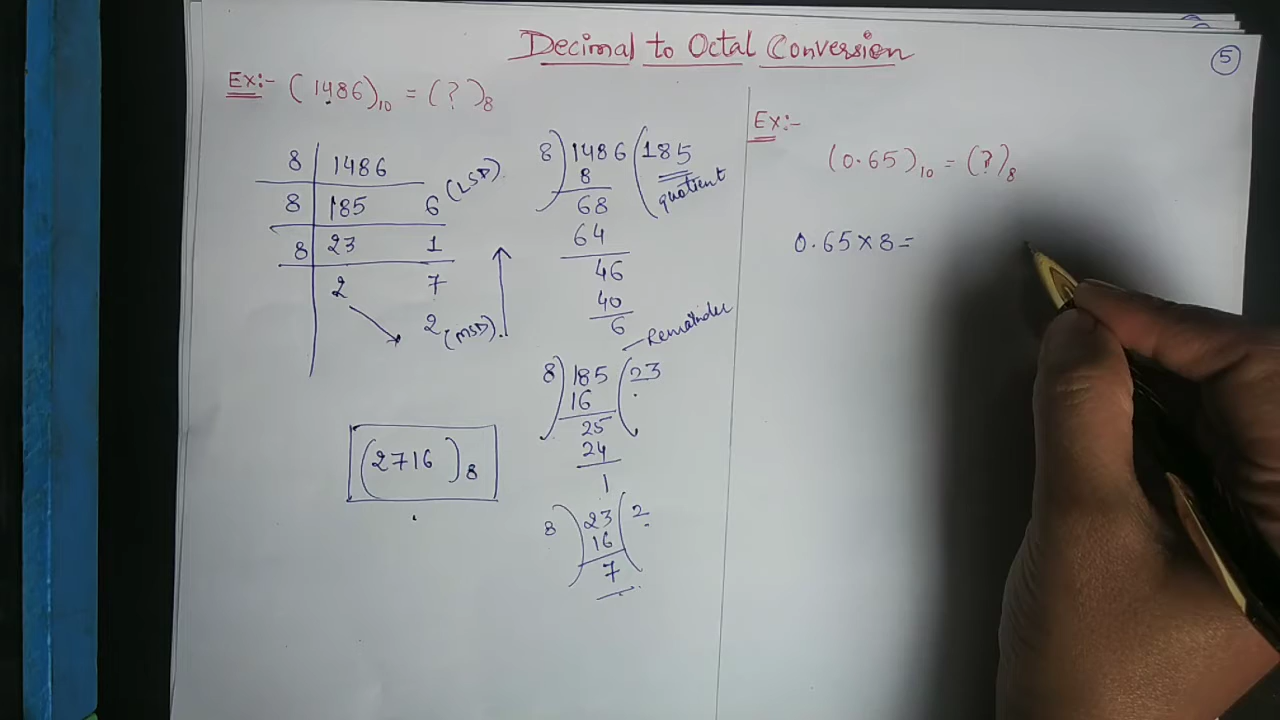 Decimal to Octal Conversion
5
Ex:- (1486)10 = (?)8
8 1486
8 185 6 (LSD).
8 23 1
2 7
2 (MSD).
(2716)8
8)1486(185
8
quotient
68
64
46
40
6
Remainder
8)185(23
16
25
24
1
8)23(2
16
7
Ex:-
(0.65)10 = (?)8
0.65×8=